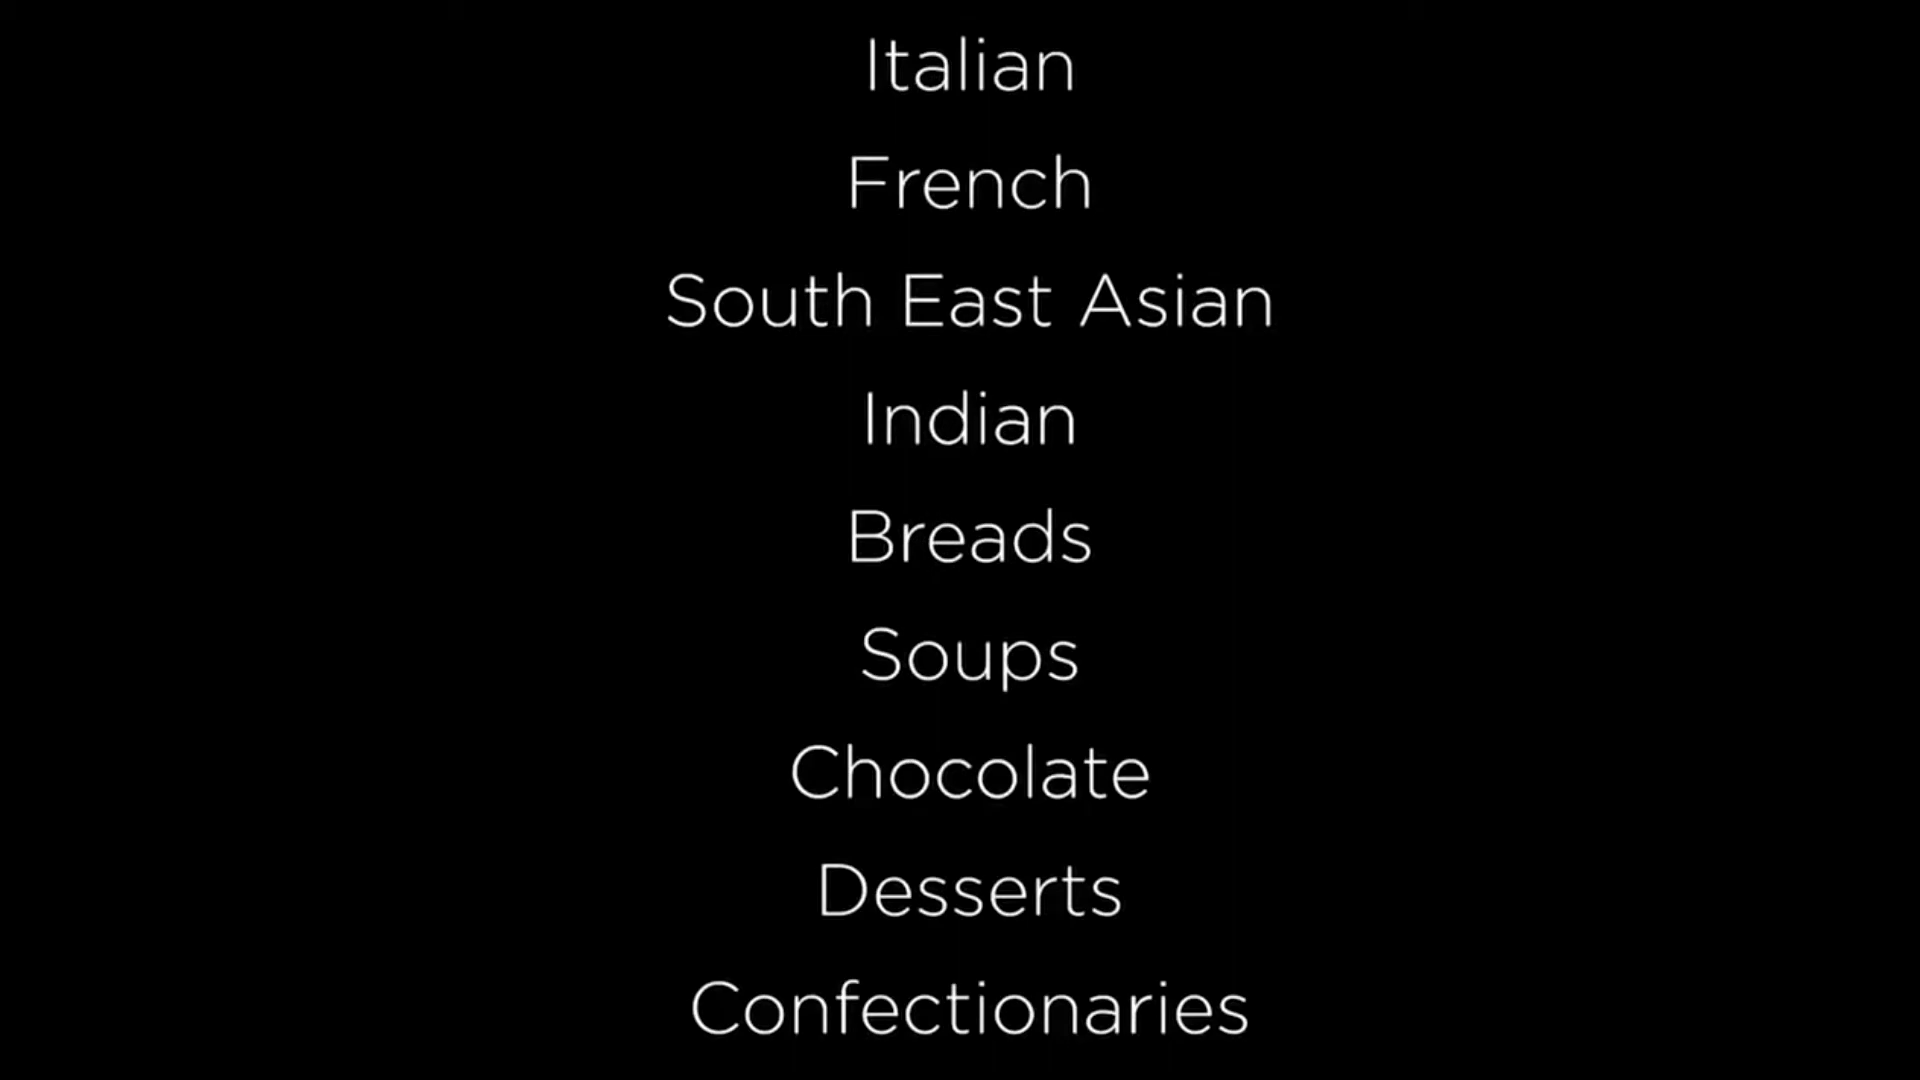 Italian
French
South East Asian
Indian
Breads
Soups
Chocolate
Desserts
Confectionaries